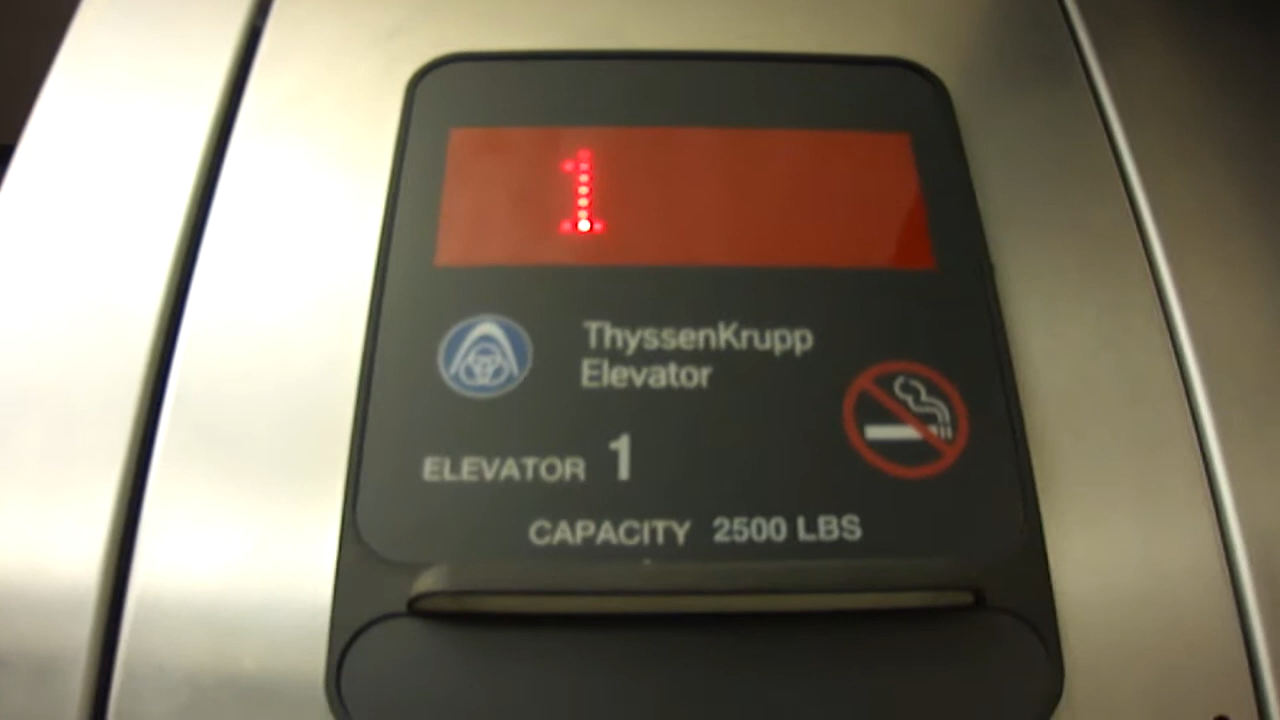 1
ThyssenKrupp
Elevator
ELEVATOR 1
CAPACITY 2500 LBS